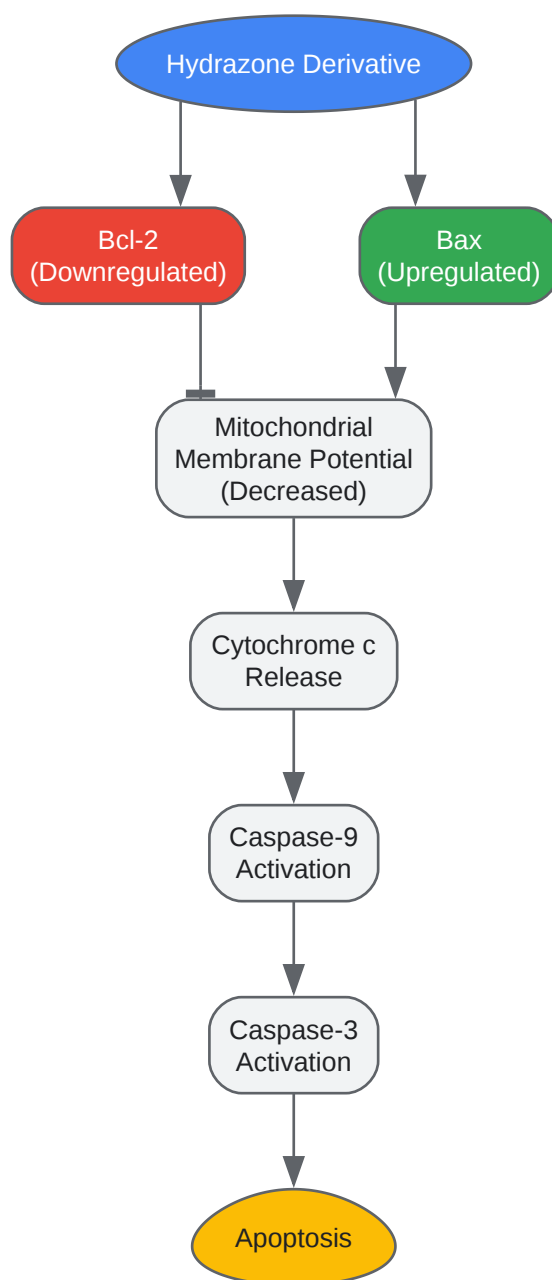 Hydrazone Derivative
Bcl-2
(Downregulated)
Bax
(Upregulated)
Mitochondrial
Membrane Potential
(Decreased)
Cytochrome c
Release
Caspase-9
Activation
Caspase-3
Activation
Apoptosis